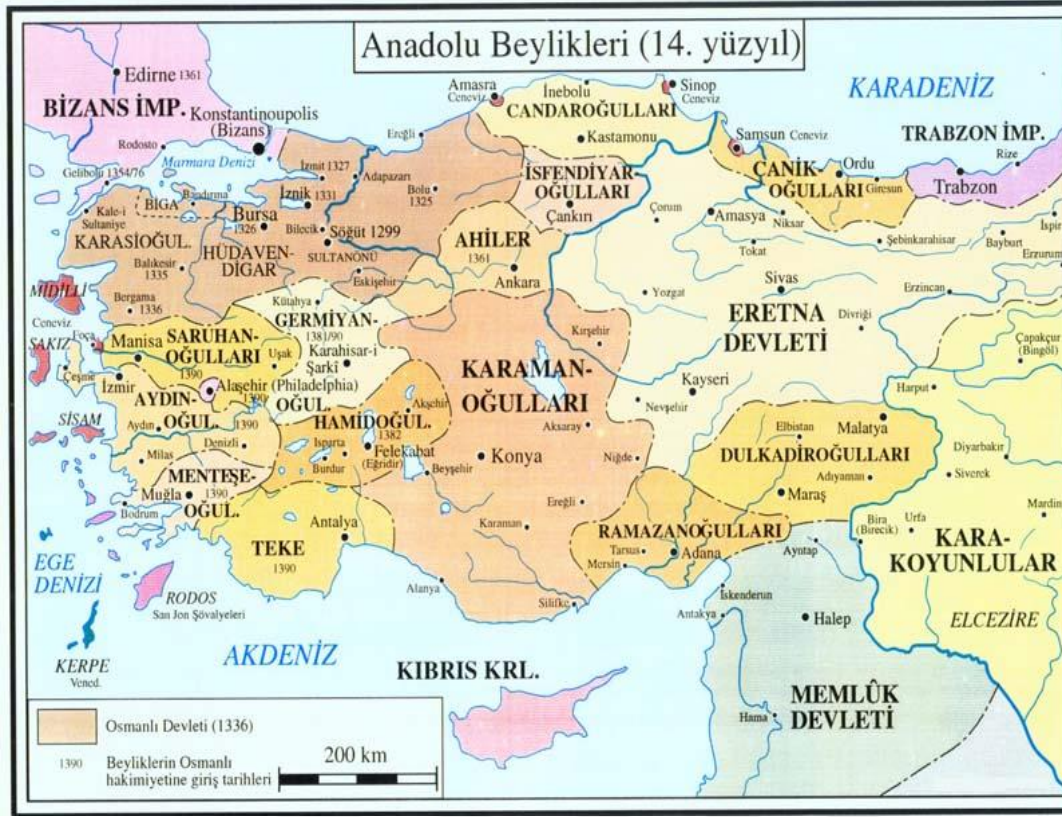 Anadolu Beylikleri (14. yüzyıl)
Edirne 1361
BİZANS İMP.
Konstantinoupolis
(Bizans)
Rodosto
Marmara Denizi
Gelibolu 1354/76
Amasra
Ceneviz
İnebolu
CANDAROĞULLARI
Kastamonu
Sinop
Ceneviz
KARADENİZ
Ereğli
Samsun Ceneviz
TRABZON İMP.
Rize
Trabzon
İzmit 1327
Adapazarı
Bolu
1325
İSFENDİYAR-
OĞULLARI
Çankırı
CANİK-
OĞULLARI
Ordu
Giresun
Bandırma
BİGA
Kale-i
Sultaniye
İznik
1331
Bursa
1326
Bilecik
Söğüt 1299
SULTANÖNÜ
KARASİOĞUL.
HÜDAVEN-
DİGAR
Balıkesir
1335
Bergama
1336
Eskişehir
AHİLER
1361
Ankara
Çorum
Amasya
Niksar
Tokat
Şebinkarahisar
Bayburt
İspir
Erzurum
Erzincan
Sivas
Yozgat
ERETNA
DEVLETİ
Divriği
MİDİLLİ
Ceneviz
SAKIZ
Foça
Çeşme
Manisa
SARUHAN-
OĞULLARI
1390
Uşak
Kütahya
GERMİYAN-
1381/90
Karahisar-i
Şarkî
OĞUL.
Kırşehir
KARAMAN-
OĞULLARI
Kayseri
Nevşehir
Harput
Çapakçur
(Bingöl)
İzmir
Alaşehir (Philadelphia)
1390
AYDIN-
OĞUL.
1390
Aydın
Denizli
SİSAM
Milas
HAMİDOĞUL.
1382
Akşehir
Isparta
Burdur
Felekabat
(Eğridir)
Beyşehir
Konya
Aksaray
Niğde
Elbistan
Malatya
DULKADİROĞULLARI
Adıyaman
Maraş
Diyarbakır
Siverek
Mardin
MENTEŞE-
1390
OĞUL.
Muğla
Bodrum
Antalya
TEKE
1390
Karaman
Ereğli
RAMAZANOĞULLARI
Tarsus
Adana
Mersin
Bira
(Birecik)
Urfa
KARA-
KOYUNLULAR
Ayntap
EGE
DENİZİ
RODOS
San Jon Şövalyeleri
Alanya
Silifke
İskenderun
Antakya
Halep
ELCEZİRE
KERPE
Vened.
AKDENİZ
KIBRIS KRL.
MEMLÛK
DEVLETİ
Hama
Osmanlı Devleti (1336)
1390
Beyliklerin Osmanlı
hakimiyetine giriş tarihleri
200 km